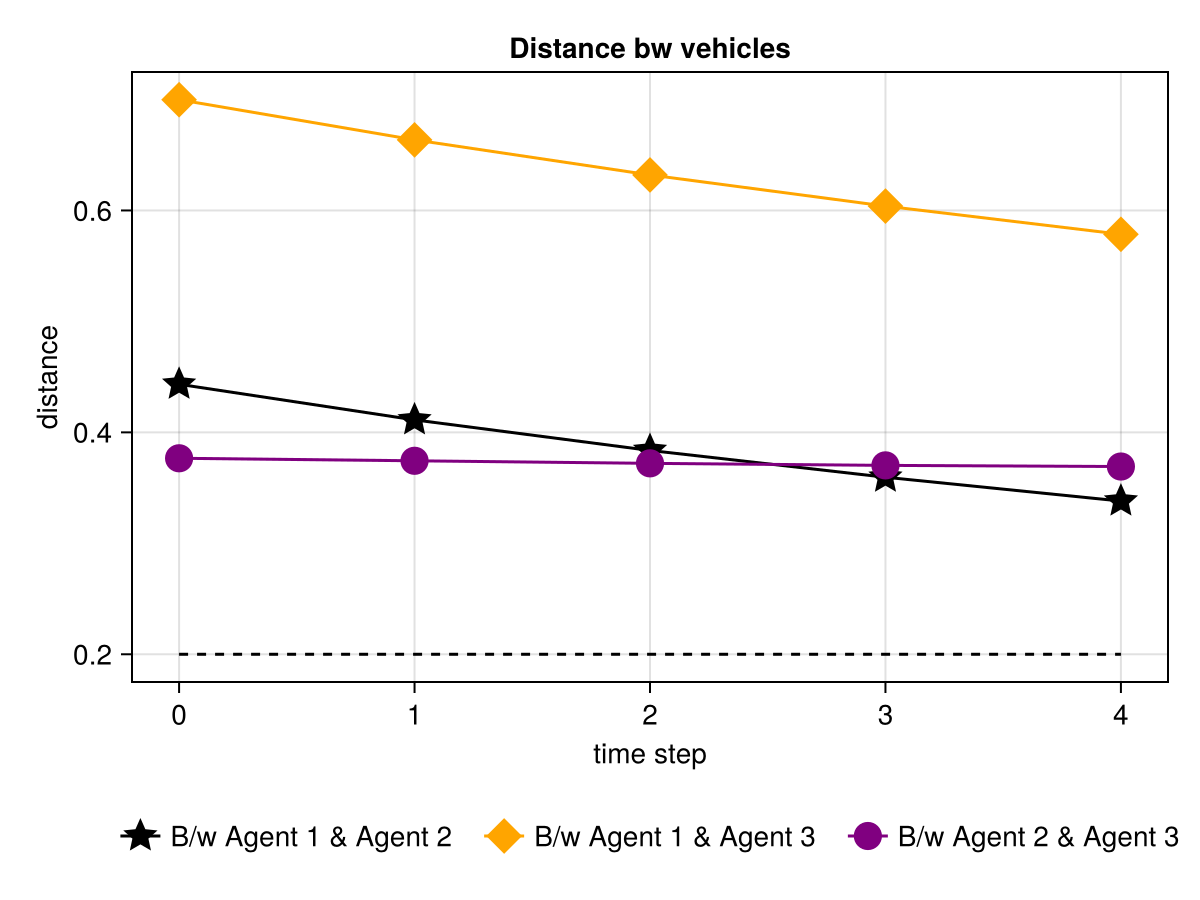 Distance bw vehicles
distance
0.6
0.4
0.2
0 1 2 3 4
time step
B/w Agent 1 & Agent 2 B/w Agent 1 & Agent 3 B/w Agent 2 & Agent 3